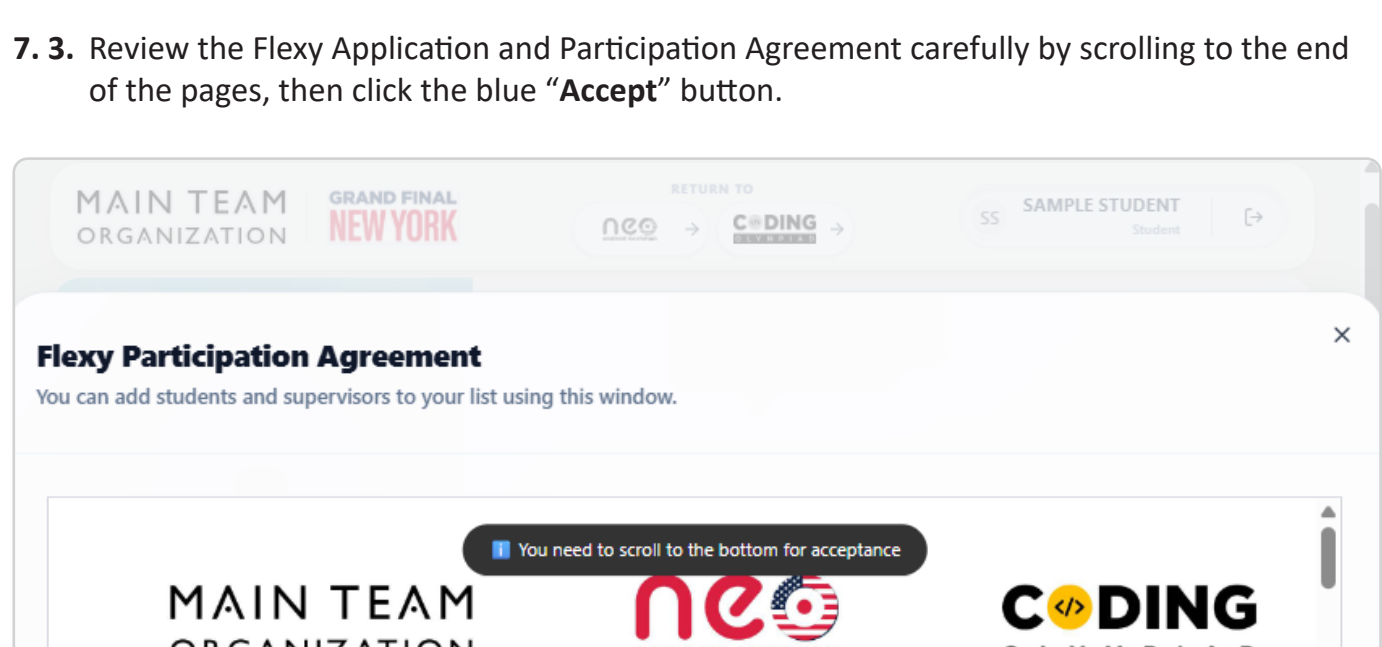 7. 3. Review the Flexy Application and Participation Agreement carefully by scrolling to the end
of the pages, then click the blue “Accept” button.
RETURN TO
MAIN TEAM
ORGANIZATION
GRAND FINAL
NEW YORK
neo
CODING
OLYMPIAD
SS
SAMPLE STUDENT
Student
Flexy Participation Agreement
You can add students and supervisors to your list using this window.
You need to scroll to the bottom for acceptance
MAIN TEAM
ORGANIZATION
neo
CODING